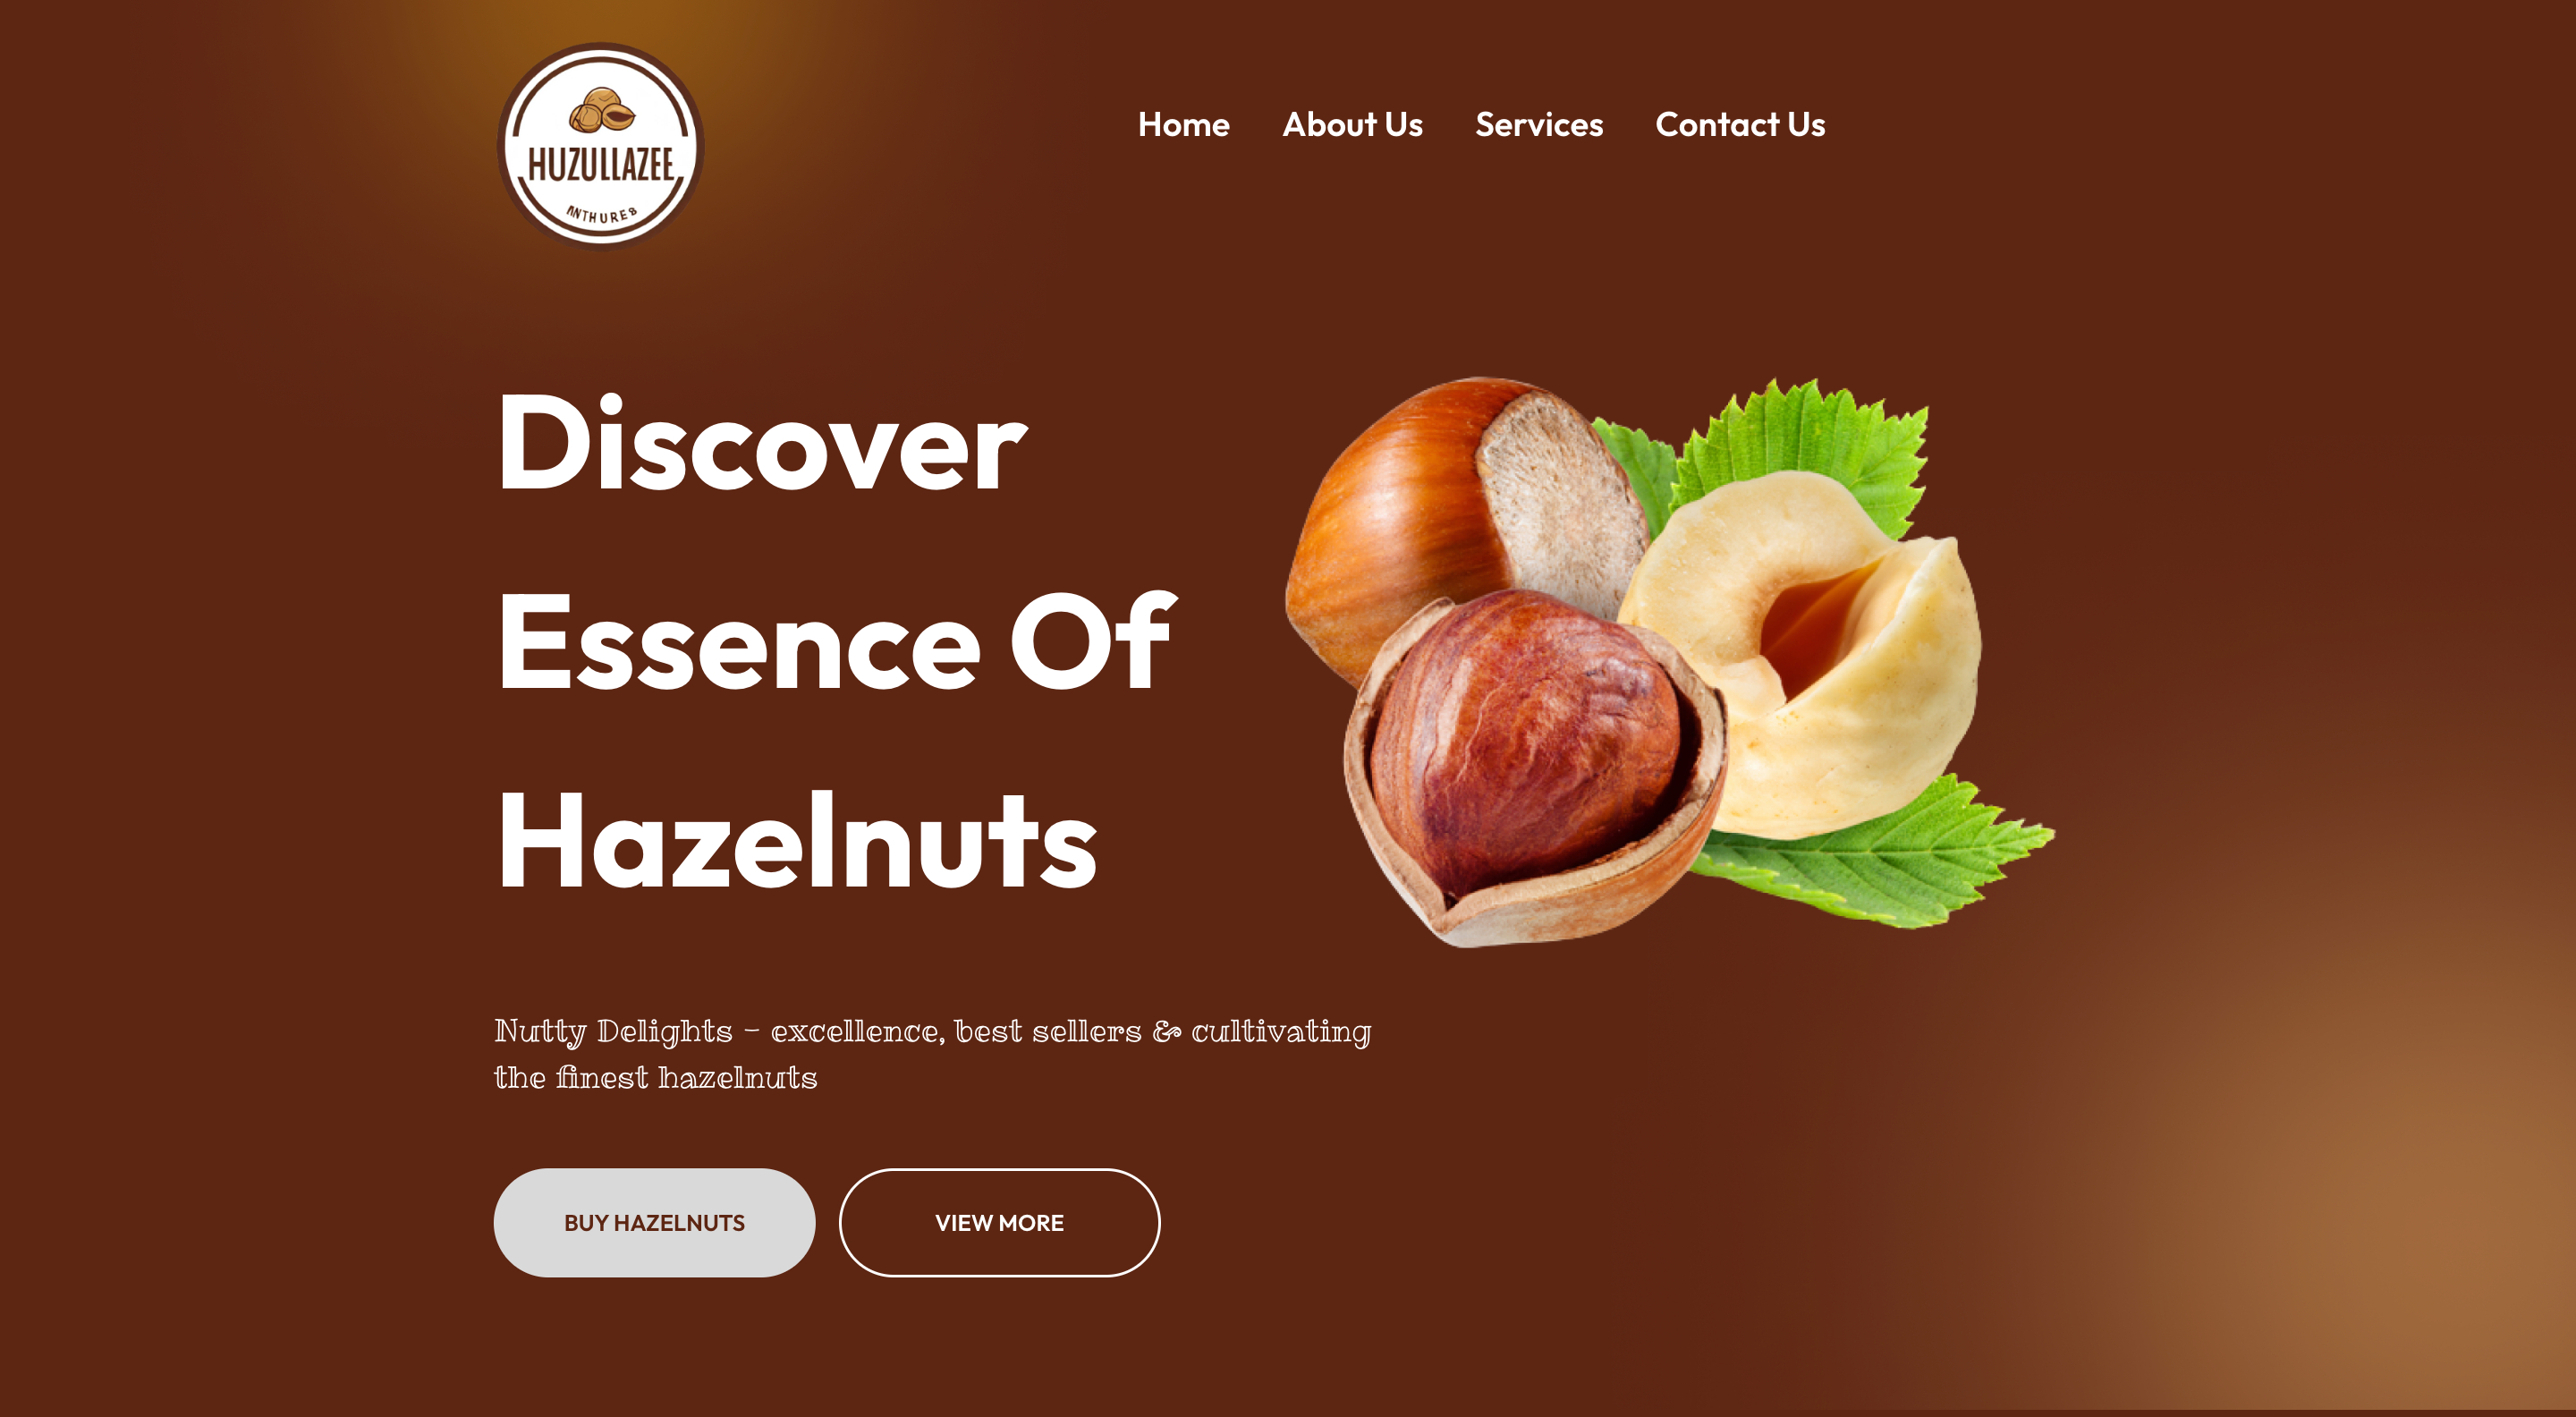 HUZULLAZEE
Home About Us Services Contact Us
Discover
Essence Of
Hazelnuts
Nutty Delights - excellence, best sellers & cultivating
the finest hazelnuts
BUY HAZELNUTS VIEW MORE